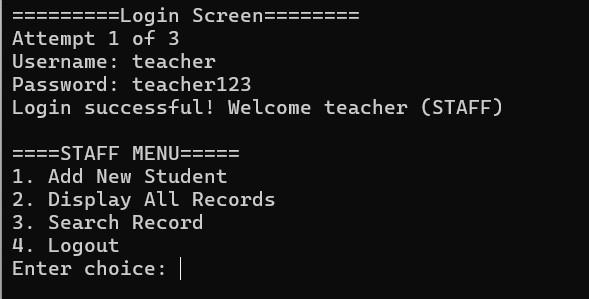 =========Login Screen========
Attempt 1 of 3
Username: teacher
Password: teacher123
Login successful! Welcome teacher (STAFF)
====STAFF MENU=====
1. Add New Student
2. Display All Records
3. Search Record
4. Logout
Enter choice: